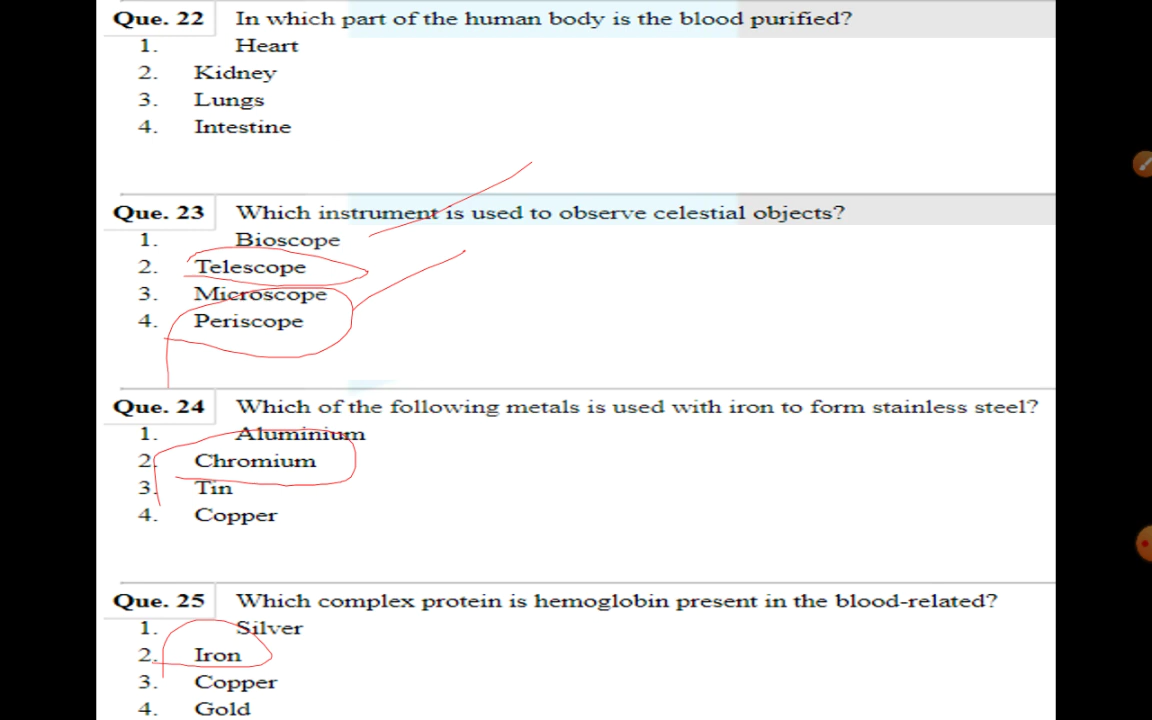 Que. 22 In which part of the human body is the blood purified?
1. Heart
2. Kidney
3. Lungs
4. Intestine
Que. 23 Which instrument is used to observe celestial objects?
1. Bioscope
2. Telescope
3. Microscope
4. Periscope
Que. 24 Which of the following metals is used with iron to form stainless steel?
1. Aluminium
2. Chromium
3. Tin
4. Copper
Que. 25 Which complex protein is hemoglobin present in the blood-related?
1. Silver
2. Iron
3. Copper
4. Gold